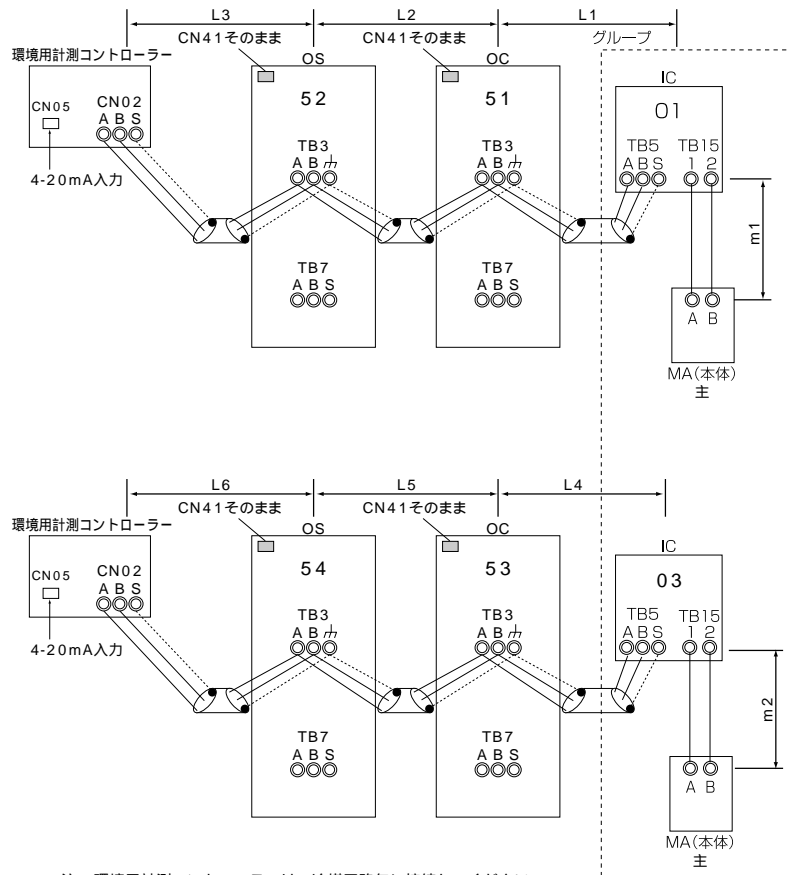 L3 L2 L1
CN41そのまま CN41そのまま グループ
環境用計測コントローラー OS OC IC
CN05 CN02 52 51 01
A B S
TB3 TB3 TB5 TB15
A B A B A B S 1 2
4-20mA入力
m1
TB7 TB7
A B S A B S
A B
MA(本体)
主
L6 L5 L4
CN41そのまま CN41そのまま
環境用計測コントローラー OS OC IC
CN05 CN02 54 53 03
A B S
TB3 TB3 TB5 TB15
A B A B A B S 1 2
4-20mA入力
m2
TB7 TB7
A B S A B S
A B
MA(本体)
主